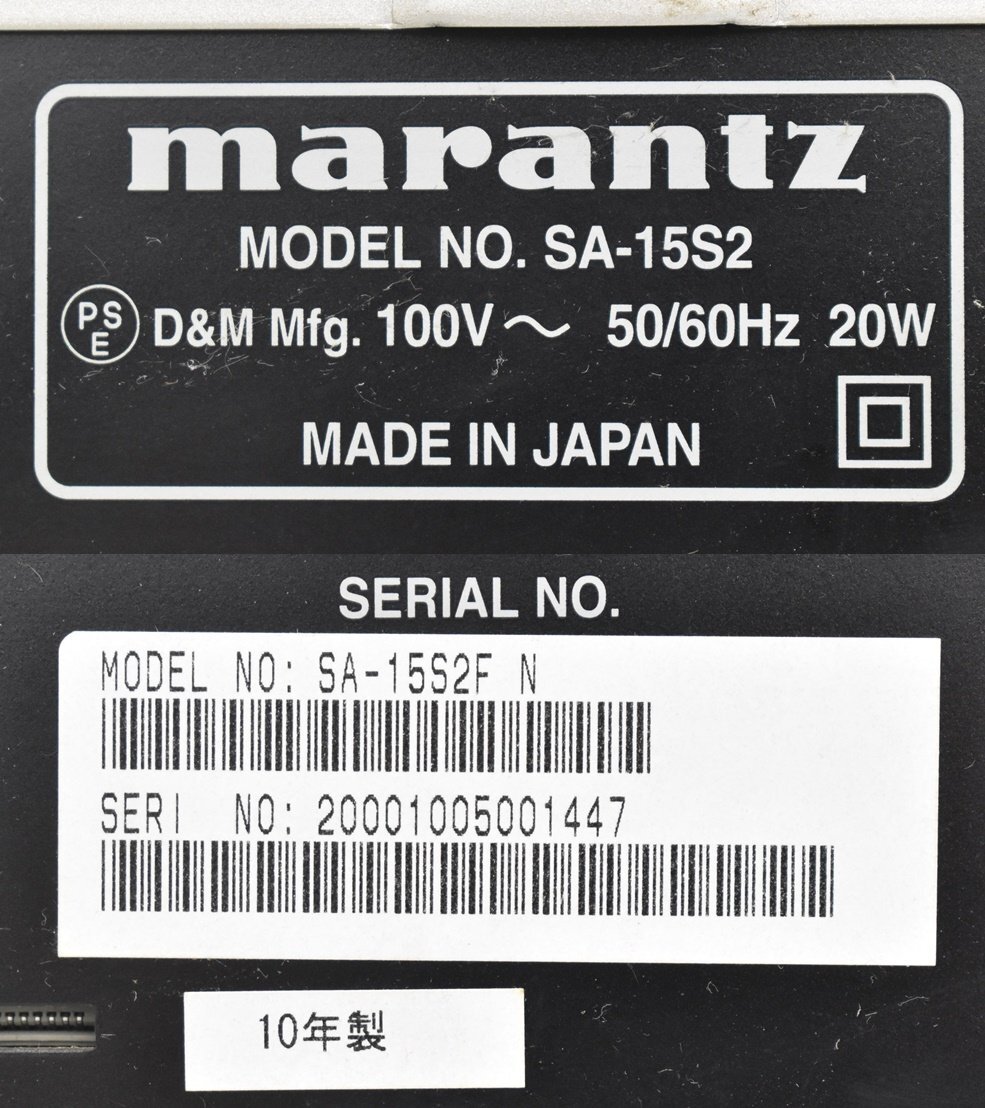 marantz
MODEL NO. SA-15S2
PSE D&M Mfg. 100V～ 50/60Hz 20W
MADE IN JAPAN
SERIAL NO.
MODEL NO: SA-15S2F N
SERI NO: 20001005001447
10年製